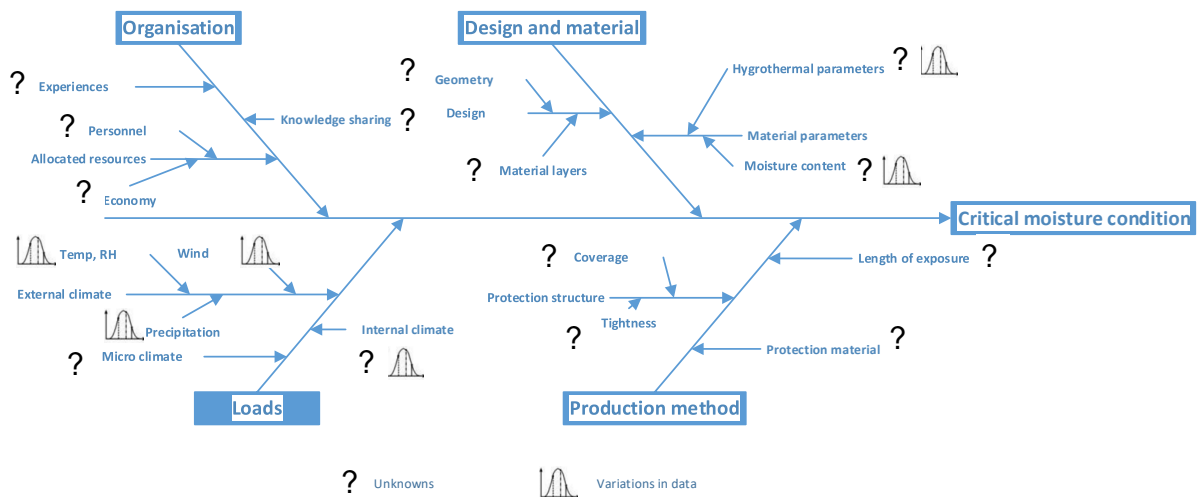 Organisation
Design and material
? Experiences
? Knowledge sharing
? Personnel
Allocated resources
? Economy
? Geometry
? Design
? Material layers
Hygrothermal parameters ?
Material parameters
Moisture content ?
Critical moisture condition
Temp, RH
Wind
External climate
Precipitation
Internal climate
?
? Micro climate
Loads
? Coverage
Protection structure
Tightness
?
Length of exposure ?
Protection material ?
Production method
? Unknowns
Variations in data